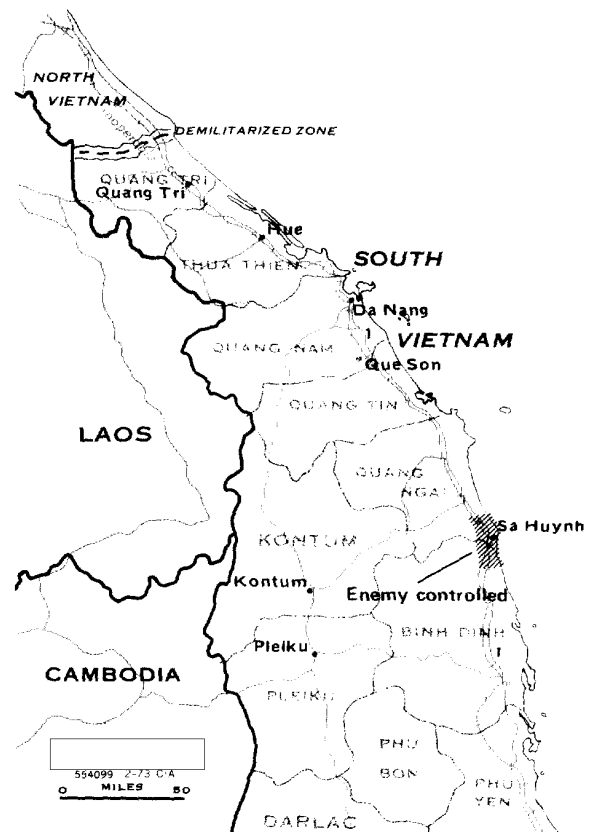 NORTH
VIETNAM
DEMILITARIZED ZONE
QUANG TRI
Quang Tri
Hue
THUA THIEN
SOUTH
VIETNAM
Da Nang
1
QUANG NAM
Que Son
QUANG TIN
LAOS
QUANG
NGAI
Sa Huynh
KONTUM
Kontum
Enemy controlled
BINH DINH
1
Pleiku
CAMBODIA
PLEIKU
PHU
BON
PHU
YEN
554099 2-73 CIA
MILES
0 50
DARLAC